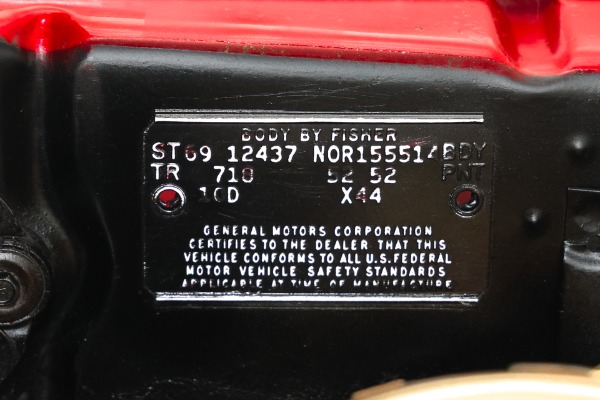 BODY BY FISHER
ST 69 12437 NOR155514 BDY
TR 718 52 52 PNT
10D X44
GENERAL MOTORS CORPORATION
CERTIFIES TO THE DEALER THAT THIS
VEHICLE CONFORMS TO ALL U.S. FEDERAL
MOTOR VEHICLE SAFETY STANDARDS
APPLICABLE AT TIME OF MANUFACTURE